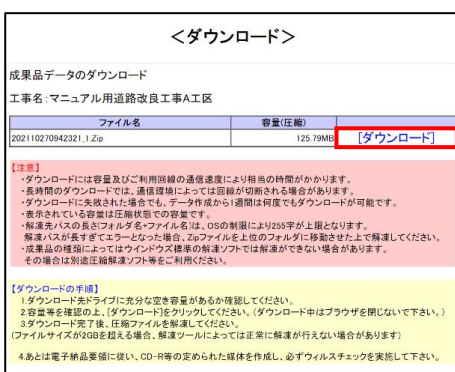 ＜ダウンロード＞
成果品データのダウンロード
工事名：マニュアル用道路改良工事A工区
ファイル名 容量(圧縮)
202110270942321_1.Zip 125.79MB [ダウンロード]
【注意】
・ダウンロードには容量及びご利用回線の通信速度により相当の時間がかかります。
・長時間のダウンロードでは、通信環境によっては回線が切断される場合があります。
・ダウンロードに失敗された場合でも、データ作成から1週間は何度でもダウンロードが可能です。
・表示されている容量は圧縮状態での容量です。
・解凍先パスの長さ(フォルダ名+ファイル名)は、OSの制限により255字が上限となります。
解凍パスが長すぎてエラーとなった場合、Zipファイルを上位のフォルダに移動させた上で解凍してください。
・成果品の種類によってはウインドウズ標準の解凍ソフトでは解凍ができない場合があります。
その場合は別途圧縮解凍ソフト等をご利用ください。
【ダウンロードの手順】
1.ダウンロード先ドライブに充分な空き容量があるか確認してください。
2.容量等を確認の上、[ダウンロード]をクリックしてください。（ダウンロード中はブラウザを閉じないで下さい。）
3.ダウンロード完了後、圧縮ファイルを解凍してください。
(ファイルサイズが2GBを超える場合、解凍ツールによっては正常に解凍が行えない場合があります)
4.あとは電子納品要領に従い、CD-R等の定められた媒体を作成し、必ずウィルスチェックを実施して下さい。